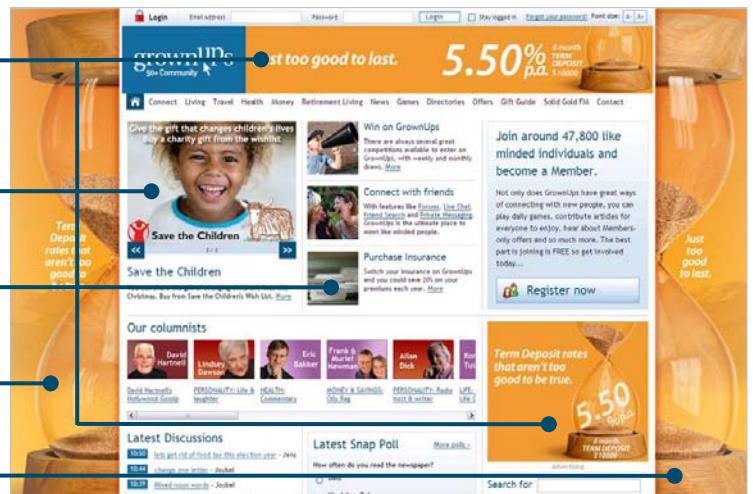 Login Email address Password Login Stay logged in Forgot your password? Font size: A- A+
grownups
50+ Community
Just too good to last.
5.50% p.a.
6 month
TERM
DEPOSIT
$10000
Connect Living Travel Health Money Retirement Living News Games Directories Offers Gift Guide Solid Gold FM Contact
Give the gift that changes children's lives
Buy a charity gift from the wishlist
Save the Children
Save the Children
Christmas. Buy from Save the Children's Wish List. More
Win on GrownUps
There are always several great
competitions available to enter on
GrownUps, with weekly and monthly
draws. More
Connect with friends
With features like Forums, Live Chat,
Friend Search and Private Messaging,
GrownUps is the ultimate place to
meet like minded people.
Purchase Insurance
Switch your insurance on GrownUps
and you could save 20% on your
premiums each year. More
Join around 47,800 like
minded individuals and
become a Member.
Not only does GrownUps have great ways
of connecting with new people, you can
play daily games, contribute articles for
everyone to enjoy, hear about Members-
only offers and so much more. The best
part is joining is FREE so get involved
today...
Register now
Term
Deposit
rates that
aren't too
good to
be true.
Just
too
good
to last.
Our columnists
David
Hartnell
Lindsey
Dawson
Eric
Bakker
Frank &
Muriel
Newman
Allan
Dick
David Hartnell's
Hollywood Gossip
PERSONALITY: Life &
laughter
HEALTH:
Commentary
MONEY & SAVINGS:
Oily Rag
PERSONALITY: Radio
host & writer
Term Deposit rates
that aren't too
good to be true.
5.50
%p.a.
6 month
TERM DEPOSIT
$10000
Advertising
Latest Discussions
10:50 lets get rid of food tax this election year - Jens
10:44 change one letter - Joybel
10:39 Mixed noun words - Joybel
Latest Snap Poll More polls
How often do you read the newspaper?
Daily
Search for